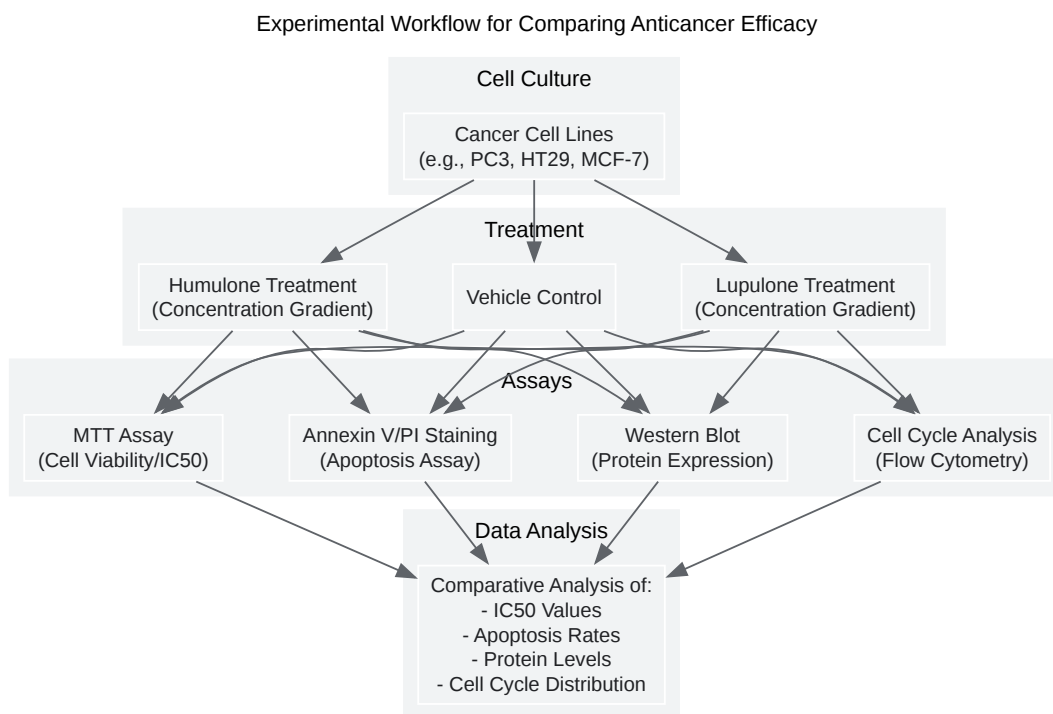 Experimental Workflow for Comparing Anticancer Efficacy
Cell Culture
Cancer Cell Lines
(e.g., PC3, HT29, MCF-7)
Treatment
Humulone Treatment
(Concentration Gradient)
Vehicle Control
Lupulone Treatment
(Concentration Gradient)
Assays
MTT Assay
(Cell Viability/IC50)
Annexin V/PI Staining
(Apoptosis Assay)
Western Blot
(Protein Expression)
Cell Cycle Analysis
(Flow Cytometry)
Data Analysis
Comparative Analysis of:
- IC50 Values
- Apoptosis Rates
- Protein Levels
- Cell Cycle Distribution